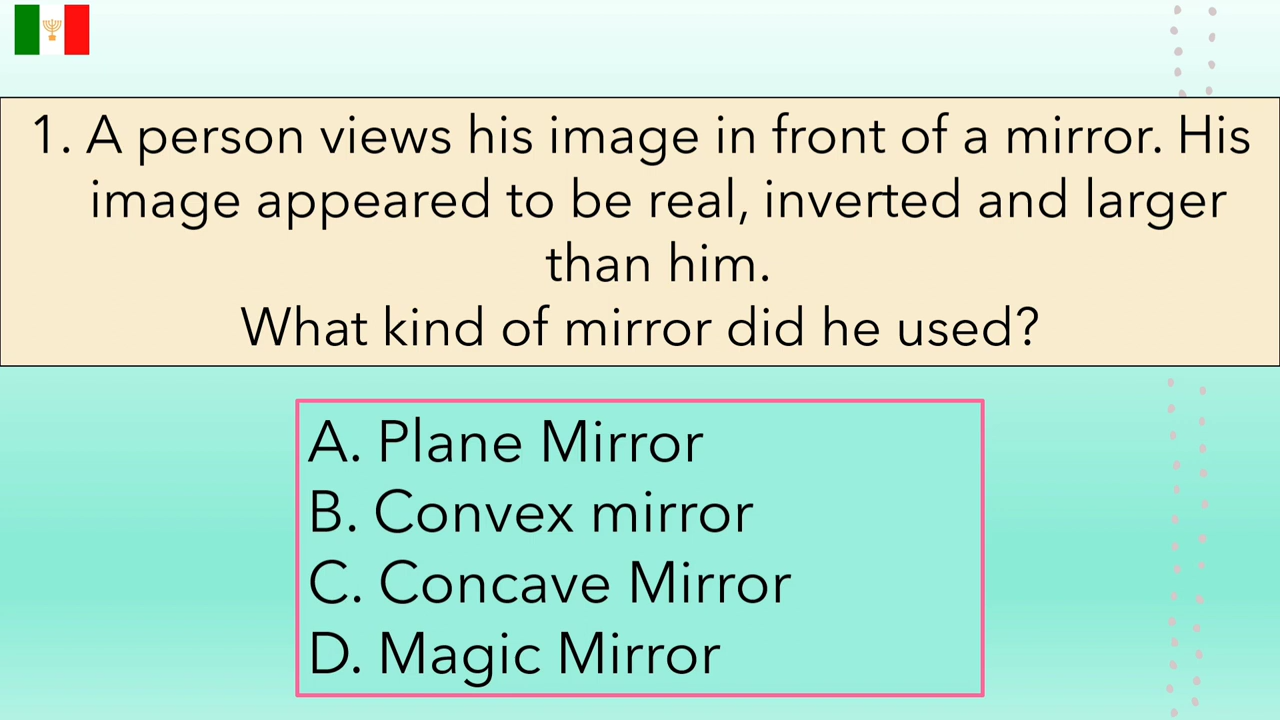 1. A person views his image in front of a mirror. His
image appeared to be real, inverted and larger
than him.
What kind of mirror did he used?
A. Plane Mirror
B. Convex mirror
C. Concave Mirror
D. Magic Mirror